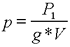 p = P₁ / g*V